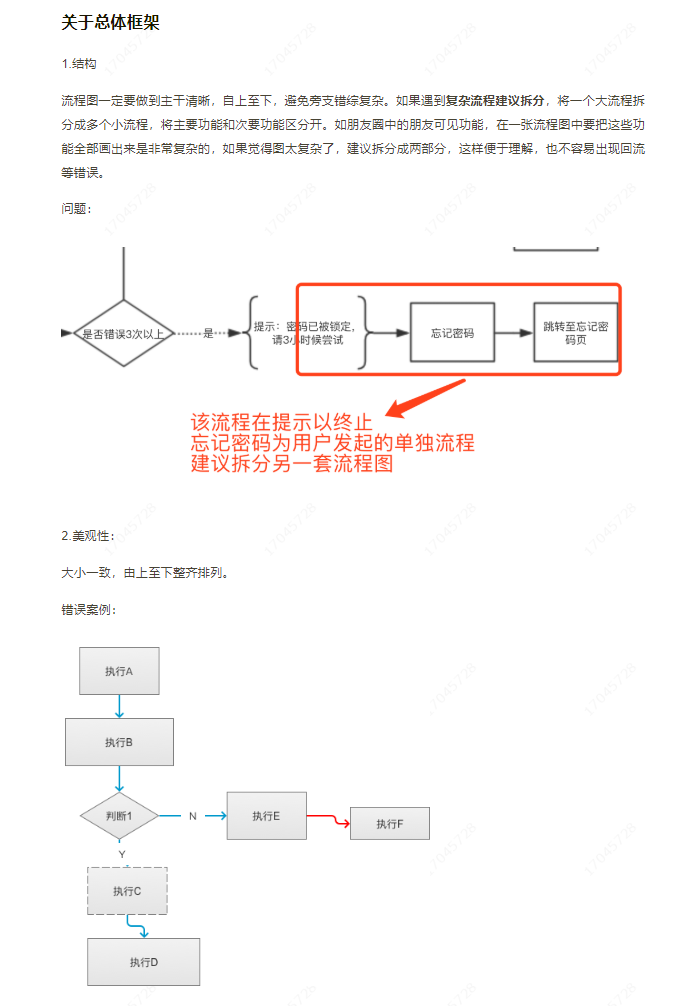 关于总体框架
1.结构
流程图一定要做到主干清晰，自上至下，避免旁支错综复杂。如果遇到复杂流程建议拆分，将一个大流程拆
分成多个小流程，将主要功能和次要功能区分开。如朋友圈中的朋友可见功能，在一张流程图中要把这些功
能全部画出来是非常复杂的，如果觉得图太复杂了，建议拆分成两部分，这样便于理解，也不容易出现回流
等错误。
问题：
是否错误3次以上
是
提示：密码已被锁定，
请3小时候尝试
忘记密码
跳转至忘记密
码页
该流程在提示以终止
忘记密码为用户发起的单独流程
建议拆分另一套流程图
2.美观性：
大小一致，由上至下整齐排列。
错误案例：
执行A
执行B
判断1
N
执行E
执行F
Y
执行C
执行D
17045728